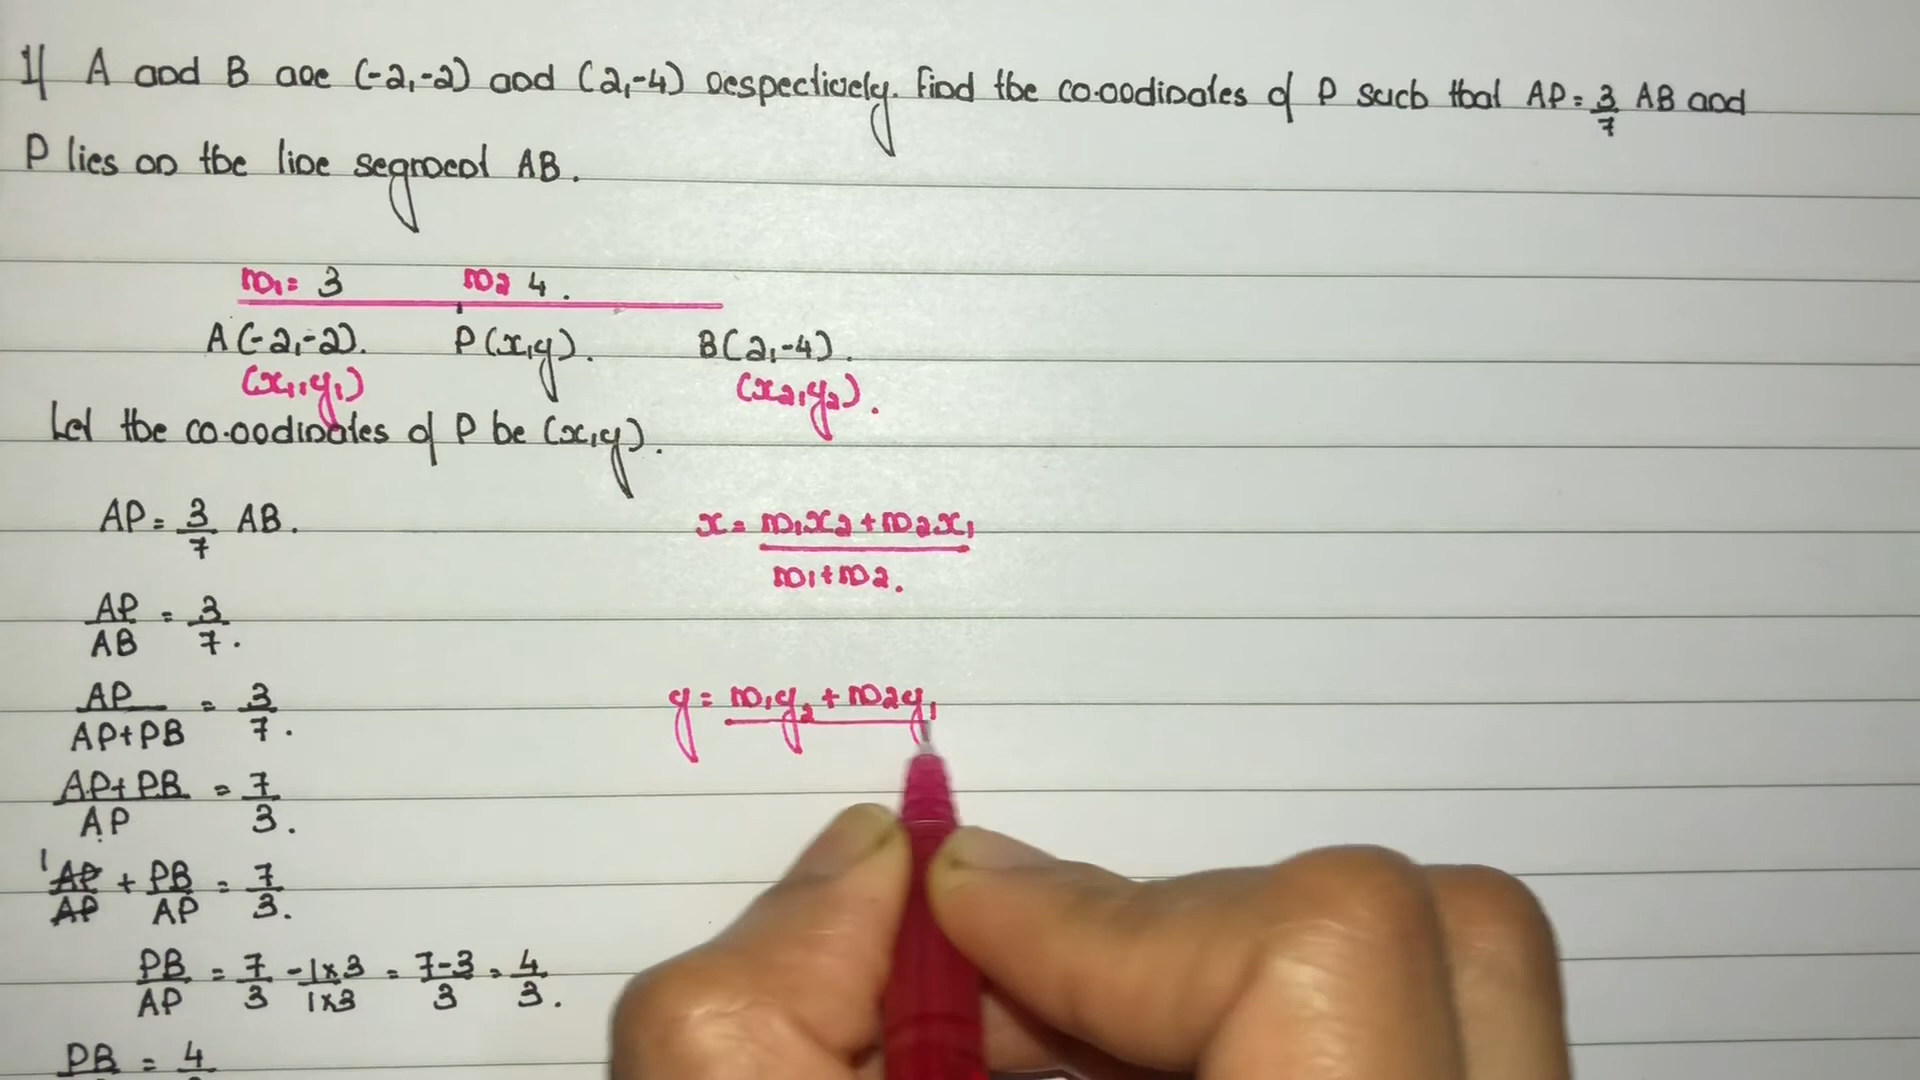 1) A and B are (-2,-2) and (2,-4) respectively. Find the co.ordinates of P such that AP = 3/7 AB and
P lies on the line segment AB.
m₁= 3 m2 4.
A(-2,-2). P(x,y). B(2,-4).
(x₁,y₁) (x₂,y₂).
Let the co.ordinates of P be (x,y).
AP = 3/7 AB.
x = m₁x₂+m₂x₁
m₁+m₂.
AP/AB = 3/7.
AP/AP+PB = 3/7.
y = m₁y₂+m₂y₁
AP+PB/AP = 7/3.
1 AP/AP + PB/AP = 7/3.
PB/AP = 7/3 - 1×3/1×3 = 7-3/3 = 4/3.
PB = 4